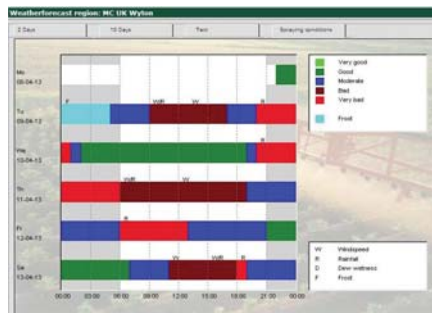 Weatherforecast region: MC UK Wyton
2 Days
10 Days
Text
Spraying conditions
Very good
Good
Moderate
Bad
Very bad
Frost
Mo
08-04-13
F
W/R
W
R
Tu
09-04-13
R
We
10-04-13
W/R
W
Th
11-04-13
R
Fr
12-04-13
W
W/R
R
Sa
13-04-13
W Windspeed
R Rainfall
D Dew wetness
F Frost
00:00 03:00 06:00 09:00 12:00 15:00 18:00 21:00 00:00